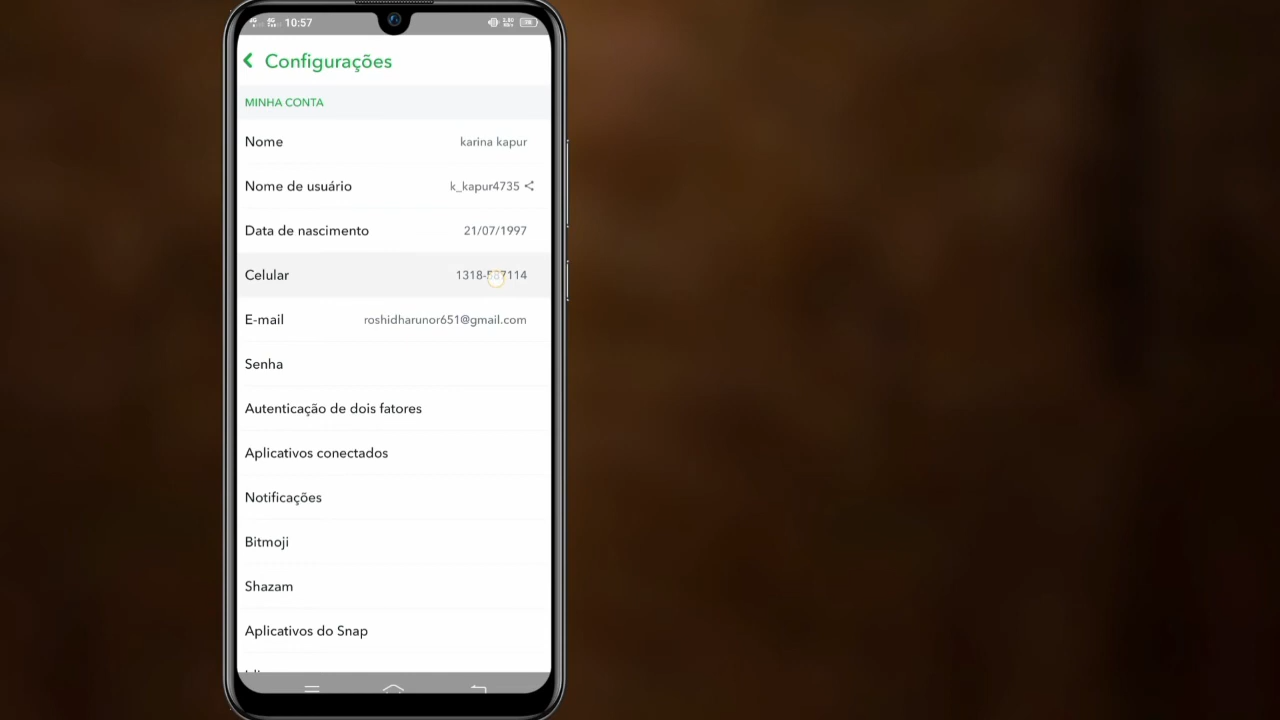 10:57
Configurações
MINHA CONTA
Nome karina kapur
Nome de usuário k_kapur4735
Data de nascimento 21/07/1997
Celular 1318-587114
E-mail roshidharunor651@gmail.com
Senha
Autenticação de dois fatores
Aplicativos conectados
Notificações
Bitmoji
Shazam
Aplicativos do Snap